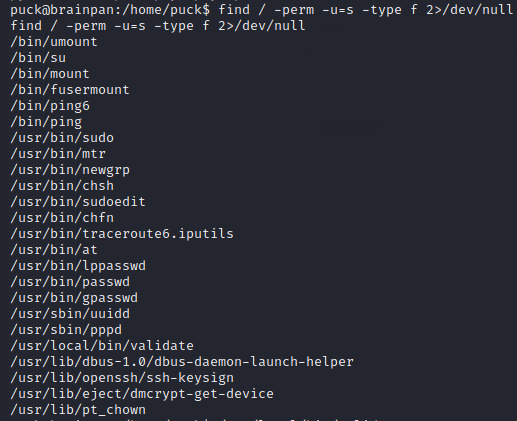 puck@brainpan:/home/puck$ find / -perm -u=s -type f 2>/dev/null
find / -perm -u=s -type f 2>/dev/null
/bin/umount
/bin/su
/bin/mount
/bin/fusermount
/bin/ping6
/bin/ping
/usr/bin/sudo
/usr/bin/mtr
/usr/bin/newgrp
/usr/bin/chsh
/usr/bin/sudoedit
/usr/bin/chfn
/usr/bin/traceroute6.iputils
/usr/bin/at
/usr/bin/lppasswd
/usr/bin/passwd
/usr/bin/gpasswd
/usr/sbin/uuidd
/usr/sbin/pppd
/usr/local/bin/validate
/usr/lib/dbus-1.0/dbus-daemon-launch-helper
/usr/lib/openssh/ssh-keysign
/usr/lib/eject/dmcrypt-get-device
/usr/lib/pt_chown